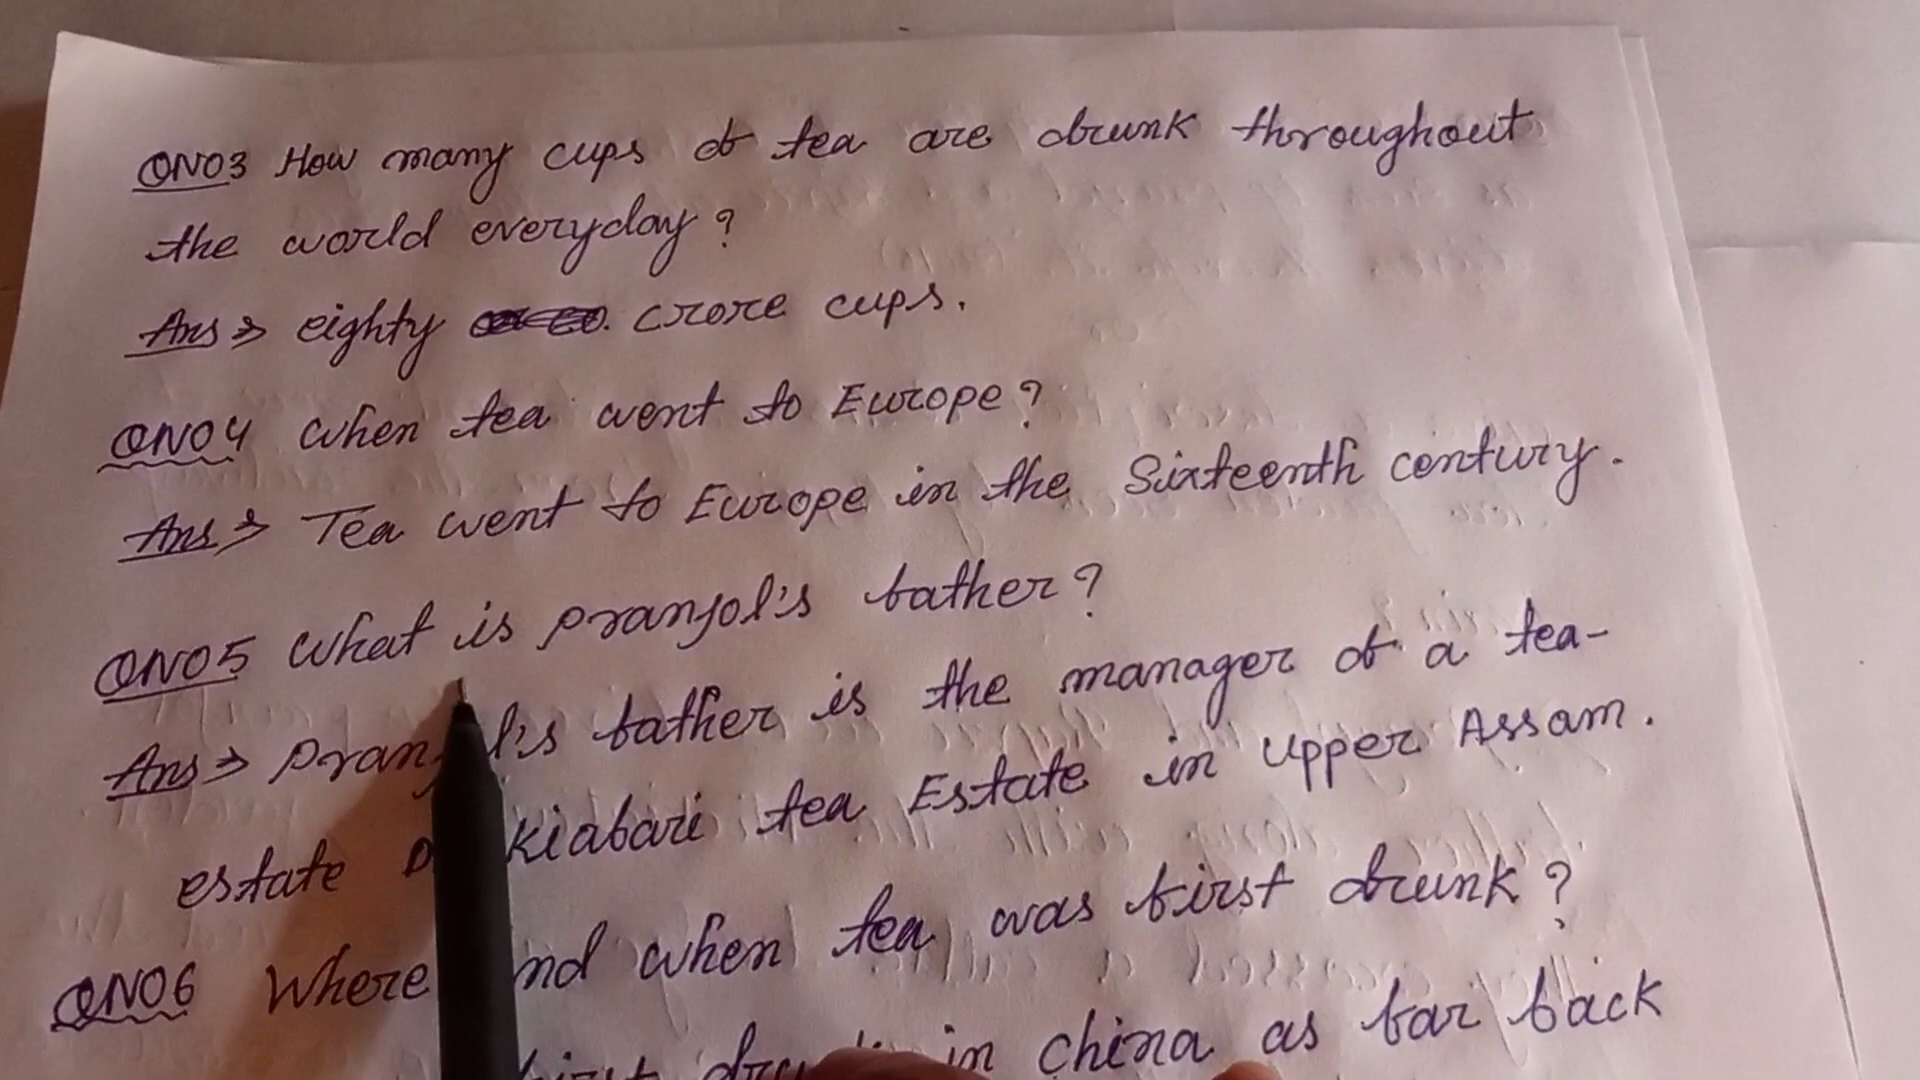 QNO3 How many cups of tea are drunk throughout
the world everyday?
Ans⇒ eighty crore cups.
QNO4 When tea went to Europe?
Ans⇒ Tea went to Europe in the Sixteenth century.
QNO5 What is pranjol's father?
Ans⇒ father is the manager of a tea-
estate tea Estate in upper Assam.
QNO6 Where and when tea was first drunk?
first in China as far back